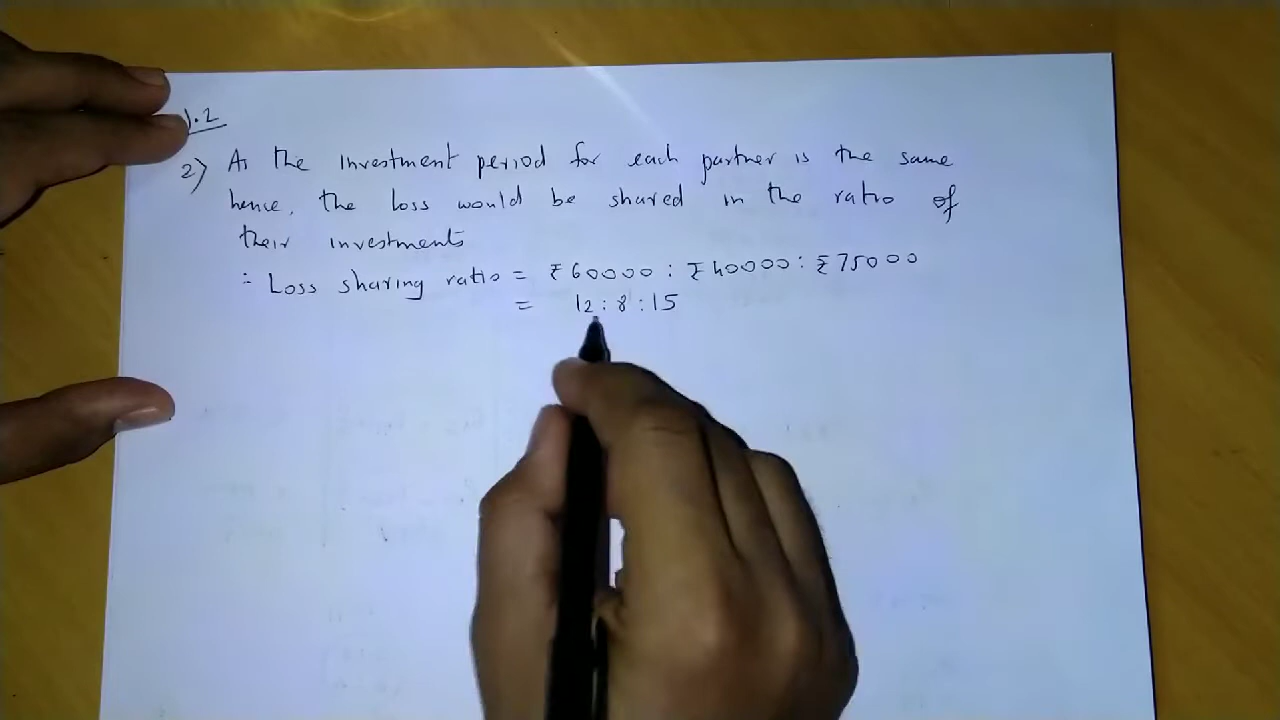 1.2
2) As the investment period for each partner is the same
hence, the loss would be shared in the ratio of
their investments
∴ Loss sharing ratio = ₹60000 : ₹40000 : ₹75000
= 12:8:15